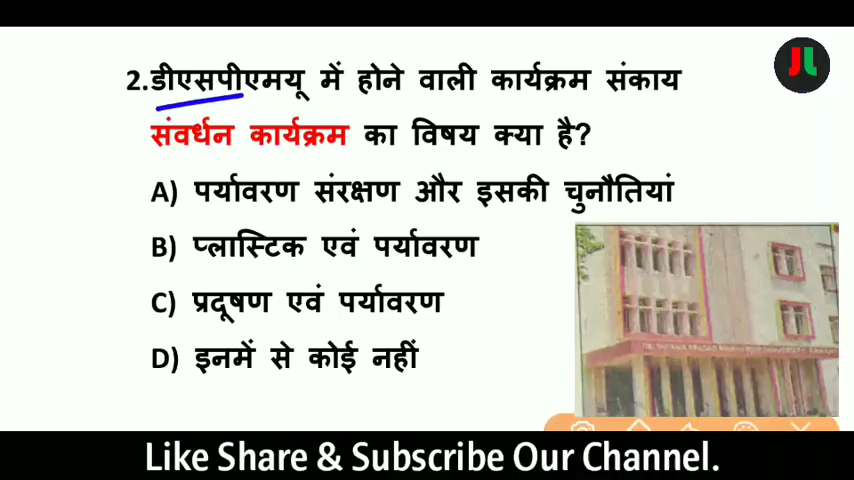 JL
2.डीएसपीएमयू में होने वाली कार्यक्रम संकाय
संवर्धन कार्यक्रम का विषय क्या है?
A) पर्यावरण संरक्षण और इसकी चुनौतियां
B) प्लास्टिक एवं पर्यावरण
C) प्रदूषण एवं पर्यावरण
D) इनमें से कोई नहीं
Like Share & Subscribe Our Channel.